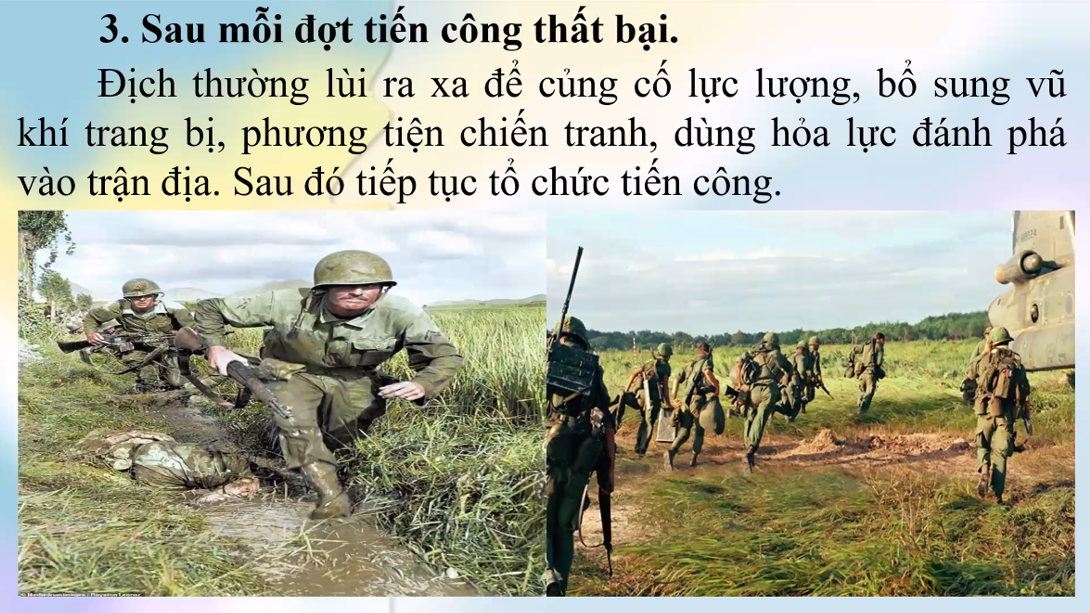 3. Sau mỗi đợt tiến công thất bại.
Địch thường lùi ra xa để củng cố lực lượng, bổ sung vũ
khí trang bị, phương tiện chiến tranh, dùng hỏa lực đánh phá
vào trận địa. Sau đó tiếp tục tổ chức tiến công.